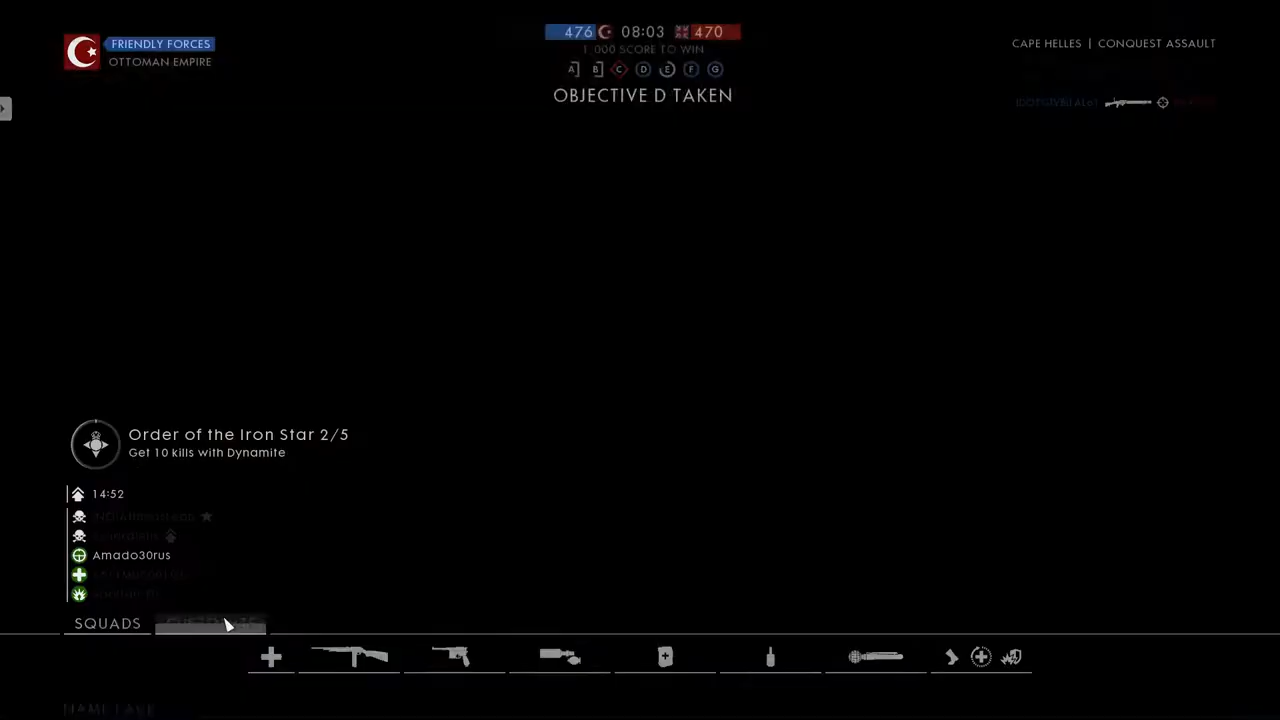 FRIENDLY FORCES
OTTOMAN EMPIRE
476 08:03 470
1 000 SCORE TO WIN
A B C D E F G
OBJECTIVE D TAKEN
CAPE HELLES | CONQUEST ASSAULT
Order of the Iron Star 2/5
Get 10 kills with Dynamite
14:52
Amado30rus
SQUADS